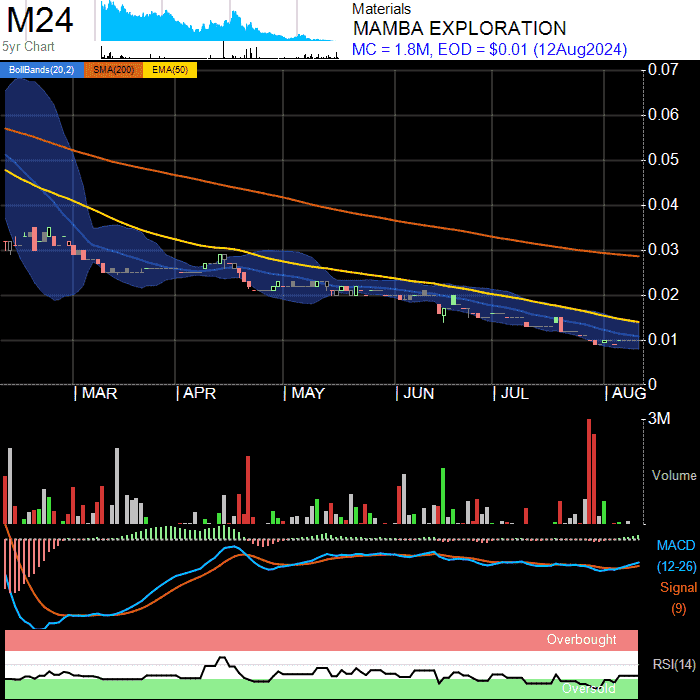 M24
5yr Chart
Materials
MAMBA EXPLORATION
MC = 1.8M, EOD = $0.01 (12Aug2024)
BollBands(20,2) SMA(200) EMA(50)
0.07
0.06
0.05
0.04
0.03
0.02
0.01
0
MAR APR MAY JUN JUL AUG
3M
Volume
MACD
(12-26)
Signal
(9)
Overbought
RSI(14)
Oversold